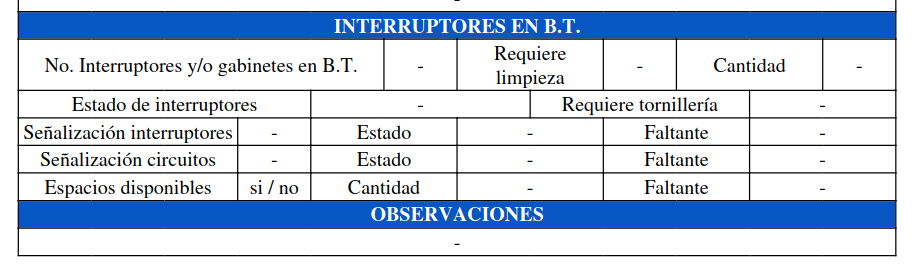 -
INTERRUPTORES EN B.T.
No. Interruptores y/o gabinetes en B.T. - Requiere limpieza - Cantidad -
Estado de interruptores - Requiere tornillería -
Señalización interruptores - Estado - Faltante -
Señalización circuitos - Estado - Faltante -
Espacios disponibles si / no Cantidad - Faltante -
OBSERVACIONES
-